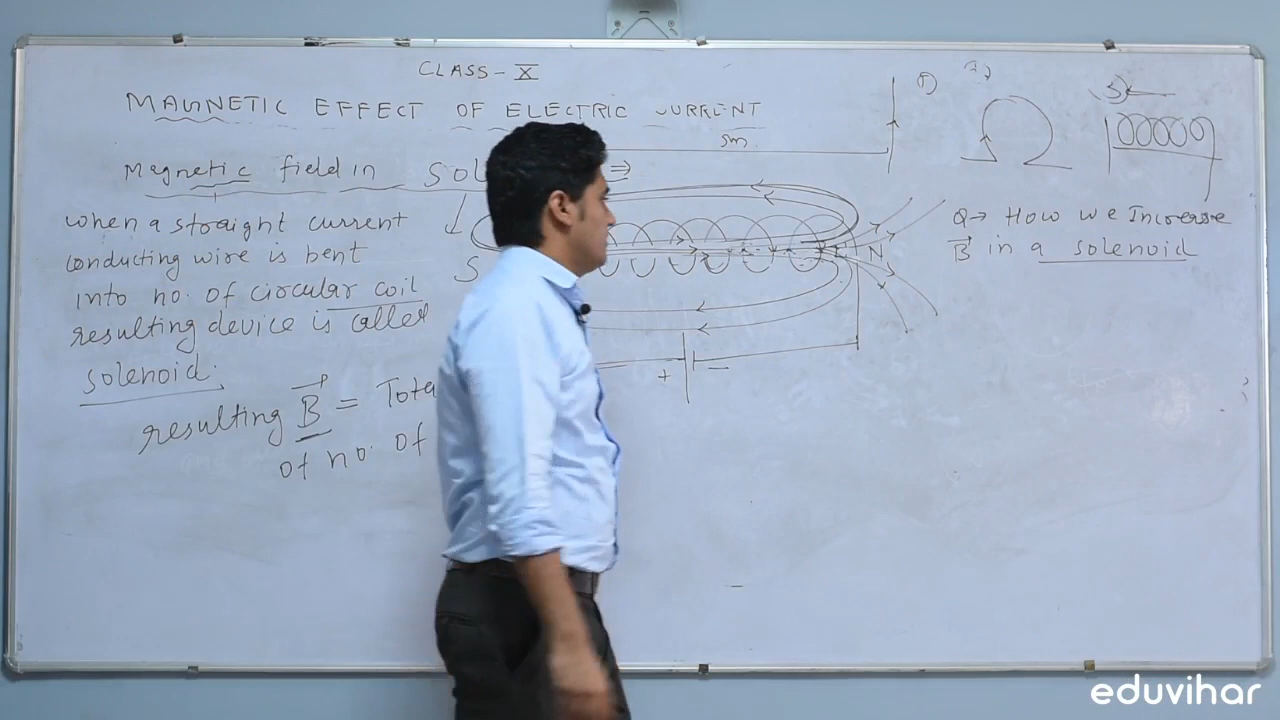 CLASS - X
MAGNETIC EFFECT OF ELECTRIC CURRENT
Magnetic field in
⇒
when a straight current
conducting wire is bent
into no. of circular coil
resulting device is called
solenoid.
resulting B =
of no. of
S
N
+
−
Q→ How we Increase
B in a solenoid
eduvihar